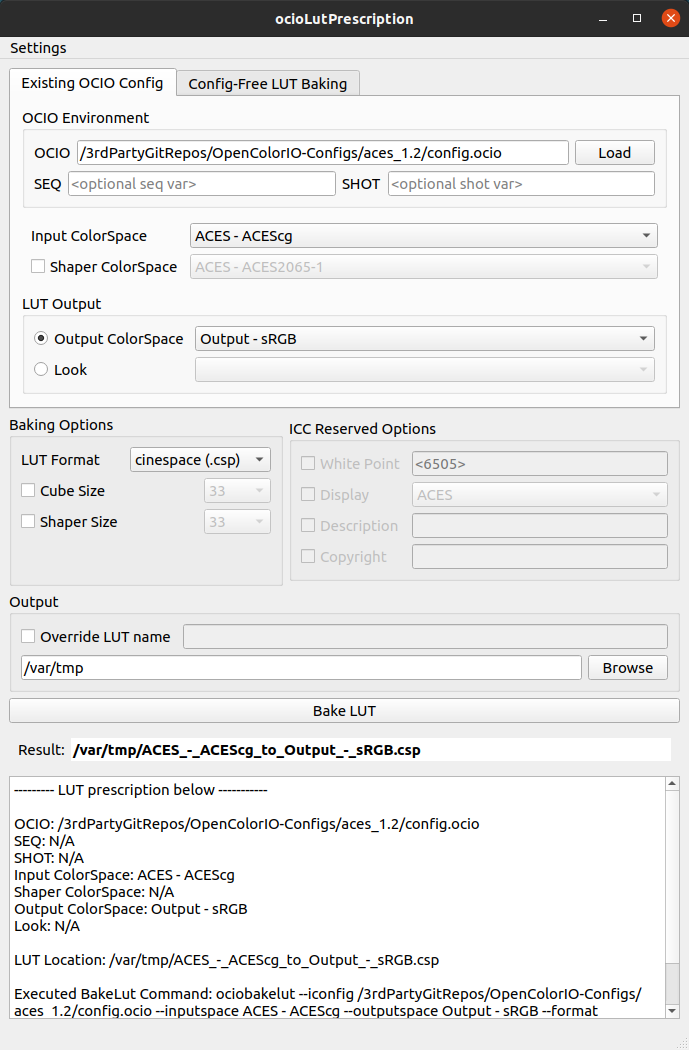 ocioLutPrescription
Settings
Existing OCIO Config
Config-Free LUT Baking
OCIO Environment
OCIO /3rdPartyGitRepos/OpenColorIO-Configs/aces_1.2/config.ocio Load
SEQ <optional seq var> SHOT <optional shot var>
Input ColorSpace ACES - ACEScg
Shaper ColorSpace ACES - ACES2065-1
LUT Output
Output ColorSpace Output - sRGB
Look
Baking Options
LUT Format cinespace (.csp)
Cube Size 33
Shaper Size 33
ICC Reserved Options
White Point <6505>
Display ACES
Description
Copyright
Output
Override LUT name
/var/tmp Browse
Bake LUT
Result: /var/tmp/ACES_-_ACEScg_to_Output_-_sRGB.csp
--------- LUT prescription below -----------
OCIO: /3rdPartyGitRepos/OpenColorIO-Configs/aces_1.2/config.ocio
SEQ: N/A
SHOT: N/A
Input ColorSpace: ACES - ACEScg
Shaper ColorSpace: N/A
Output ColorSpace: Output - sRGB
Look: N/A
LUT Location: /var/tmp/ACES_-_ACEScg_to_Output_-_sRGB.csp
Executed BakeLut Command: ociobakelut --iconfig /3rdPartyGitRepos/OpenColorIO-Configs/
aces_1.2/config.ocio --inputspace ACES - ACEScg --outputspace Output - sRGB --format